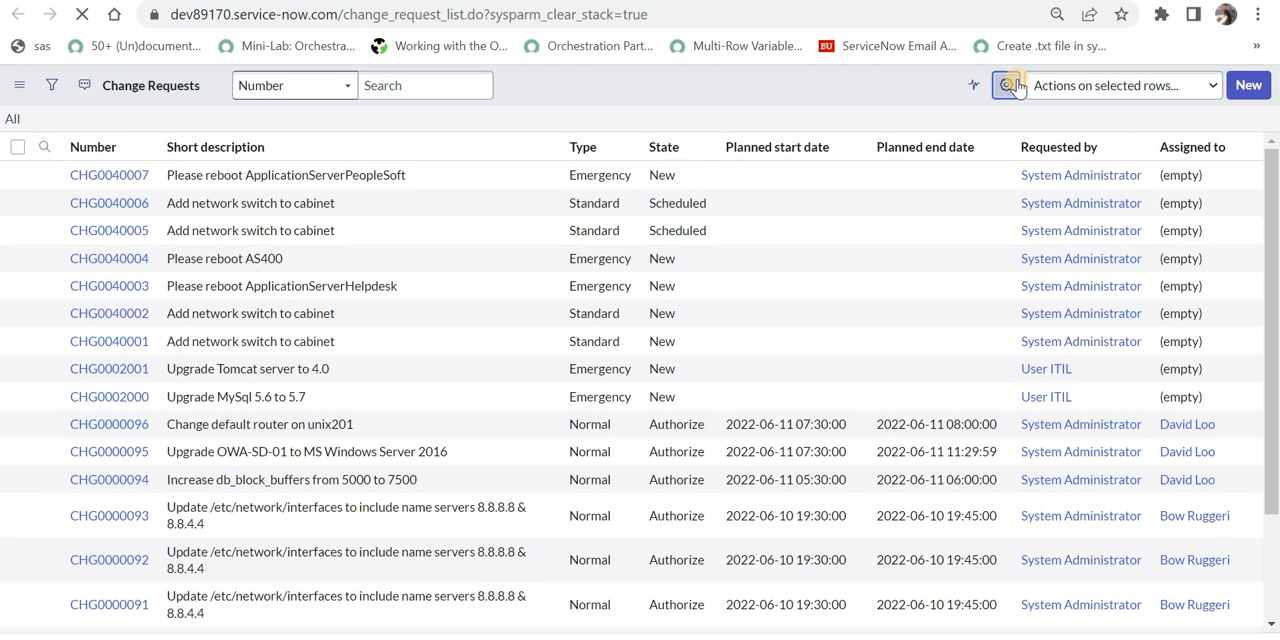 dev89170.service-now.com/change_request_list.do?sysparm_clear_stack=true
sas 50+ (Un)document... Mini-Lab: Orchestra... Working with the O... Orchestration Part... Multi-Row Variable... BU ServiceNow Email A... Create .txt file in sy... »
Change Requests Number Search Actions on selected rows... New
All
Number Short description Type State Planned start date Planned end date Requested by Assigned to
CHG0040007 Please reboot ApplicationServerPeopleSoft Emergency New System Administrator (empty)
CHG0040006 Add network switch to cabinet Standard Scheduled System Administrator (empty)
CHG0040005 Add network switch to cabinet Standard Scheduled System Administrator (empty)
CHG0040004 Please reboot AS400 Emergency New System Administrator (empty)
CHG0040003 Please reboot ApplicationServerHelpdesk Emergency New System Administrator (empty)
CHG0040002 Add network switch to cabinet Standard New System Administrator (empty)
CHG0040001 Add network switch to cabinet Standard New System Administrator (empty)
CHG0002001 Upgrade Tomcat server to 4.0 Emergency New User ITIL (empty)
CHG0002000 Upgrade MySql 5.6 to 5.7 Emergency New User ITIL (empty)
CHG0000096 Change default router on unix201 Normal Authorize 2022-06-11 07:30:00 2022-06-11 08:00:00 System Administrator David Loo
CHG0000095 Upgrade OWA-SD-01 to MS Windows Server 2016 Normal Authorize 2022-06-11 07:30:00 2022-06-11 11:29:59 System Administrator David Loo
CHG0000094 Increase db_block_buffers from 5000 to 7500 Normal Authorize 2022-06-11 05:30:00 2022-06-11 06:00:00 System Administrator David Loo
CHG0000093 Update /etc/network/interfaces to include name servers 8.8.8.8 & Normal Authorize 2022-06-10 19:30:00 2022-06-10 19:45:00 System Administrator Bow Ruggeri
8.8.4.4
CHG0000092 Update /etc/network/interfaces to include name servers 8.8.8.8 & Normal Authorize 2022-06-10 19:30:00 2022-06-10 19:45:00 System Administrator Bow Ruggeri
8.8.4.4
CHG0000091 Update /etc/network/interfaces to include name servers 8.8.8.8 & Normal Authorize 2022-06-10 19:30:00 2022-06-10 19:45:00 System Administrator Bow Ruggeri
8.8.4.4